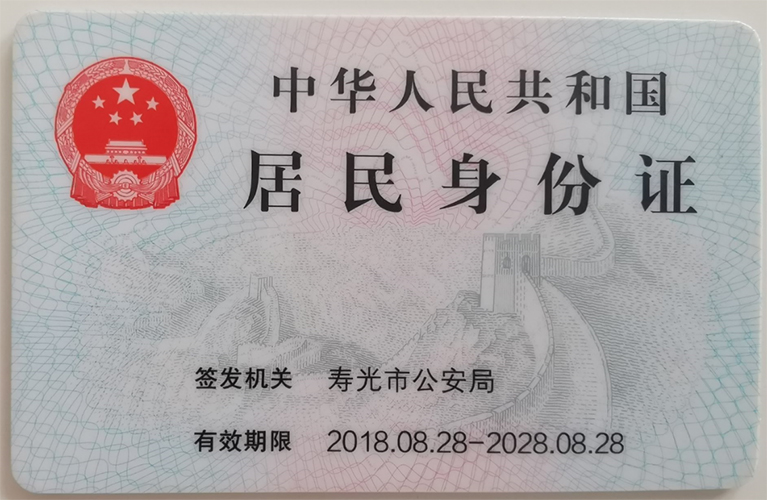 中华人民共和国
居民身份证
签发机关 寿光市公安局
有效期限 2018.08.28-2028.08.28